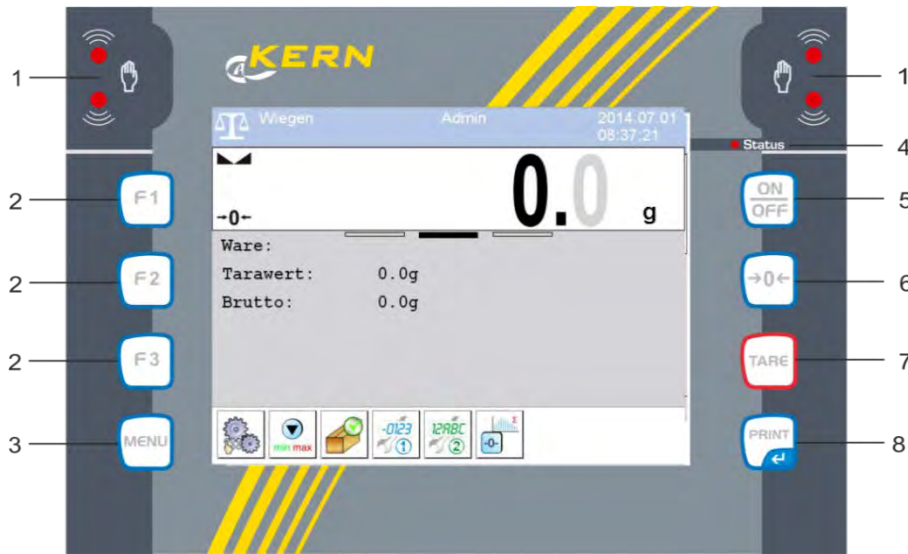 KERN
1
1
Wiegen Admin 2014.07.01
08:37:21
Status
4
0.0 g
→0←
2
F1
ON
OFF
5
Ware:
Tarawert: 0.0g
Brutto: 0.0g
2
F2
→0←
6
2
F3
TARE
7
min max
-0123
1
12ABC
2
Σ
-0-
3
MENU
PRINT
8